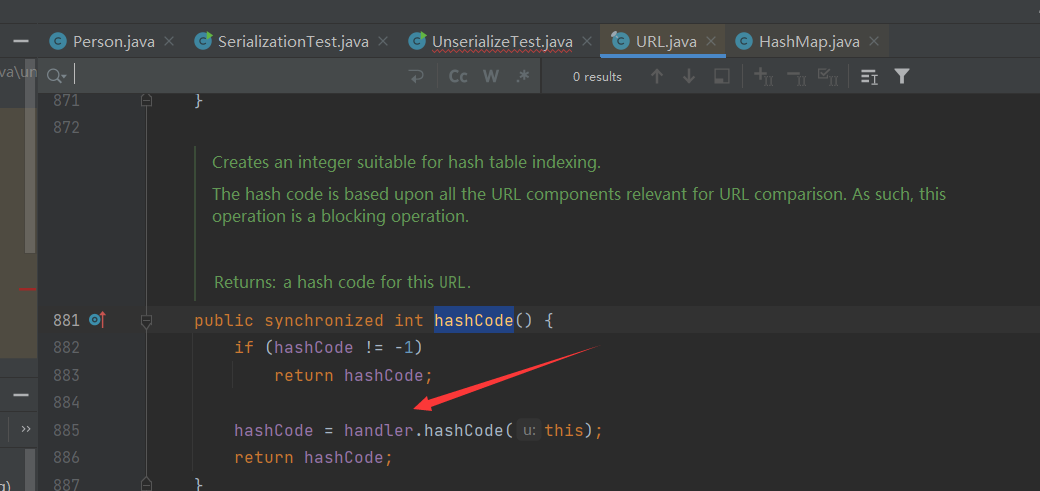 Person.java
SerializationTest.java
UnserializeTest.java
URL.java
HashMap.java
va\un
Cc W .* 0 results
871 }
872
Creates an integer suitable for hash table indexing.
The hash code is based upon all the URL components relevant for URL comparison. As such, this
operation is a blocking operation.
Returns: a hash code for this URL.
881 public synchronized int hashCode() {
882 if (hashCode != -1)
883 return hashCode;
884
885 hashCode = handler.hashCode( u: this);
886 return hashCode;
887 }
g)